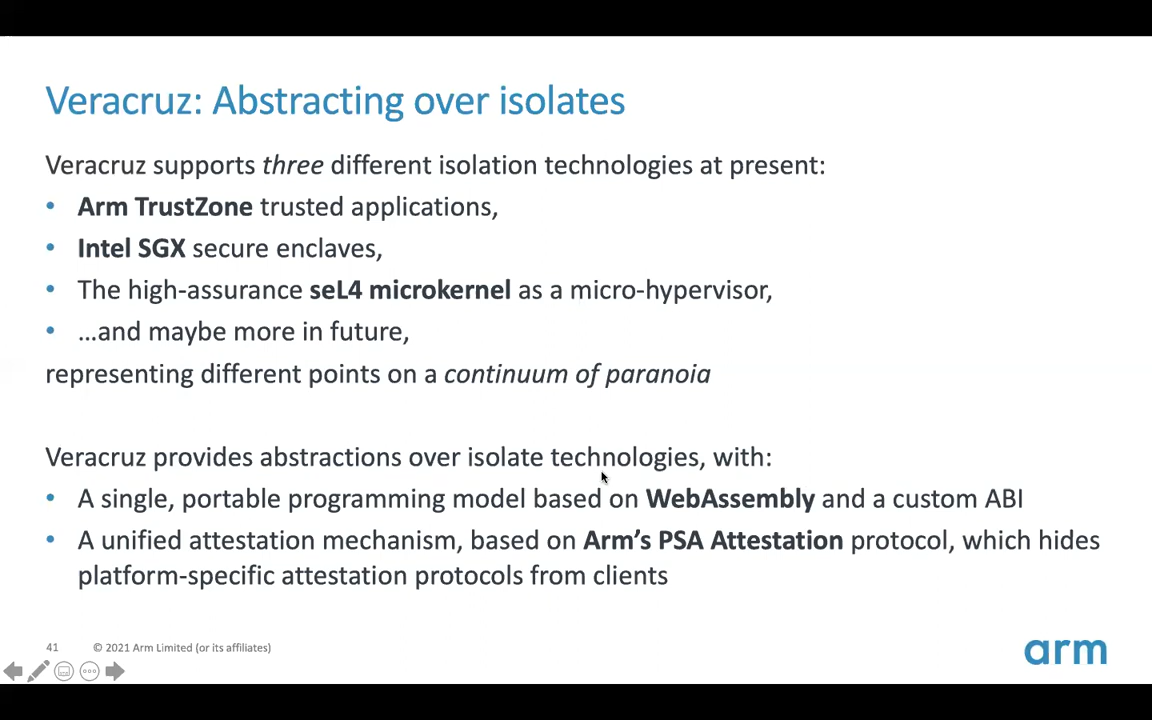 Veracruz: Abstracting over isolates
Veracruz supports three different isolation technologies at present:
• Arm TrustZone trusted applications,
• Intel SGX secure enclaves,
• The high-assurance seL4 microkernel as a micro-hypervisor,
• …and maybe more in future,
representing different points on a continuum of paranoia
Veracruz provides abstractions over isolate technologies, with:
• A single, portable programming model based on WebAssembly and a custom ABI
• A unified attestation mechanism, based on Arm’s PSA Attestation protocol, which hides
platform-specific attestation protocols from clients
41 © 2021 Arm Limited (or its affiliates)
arm